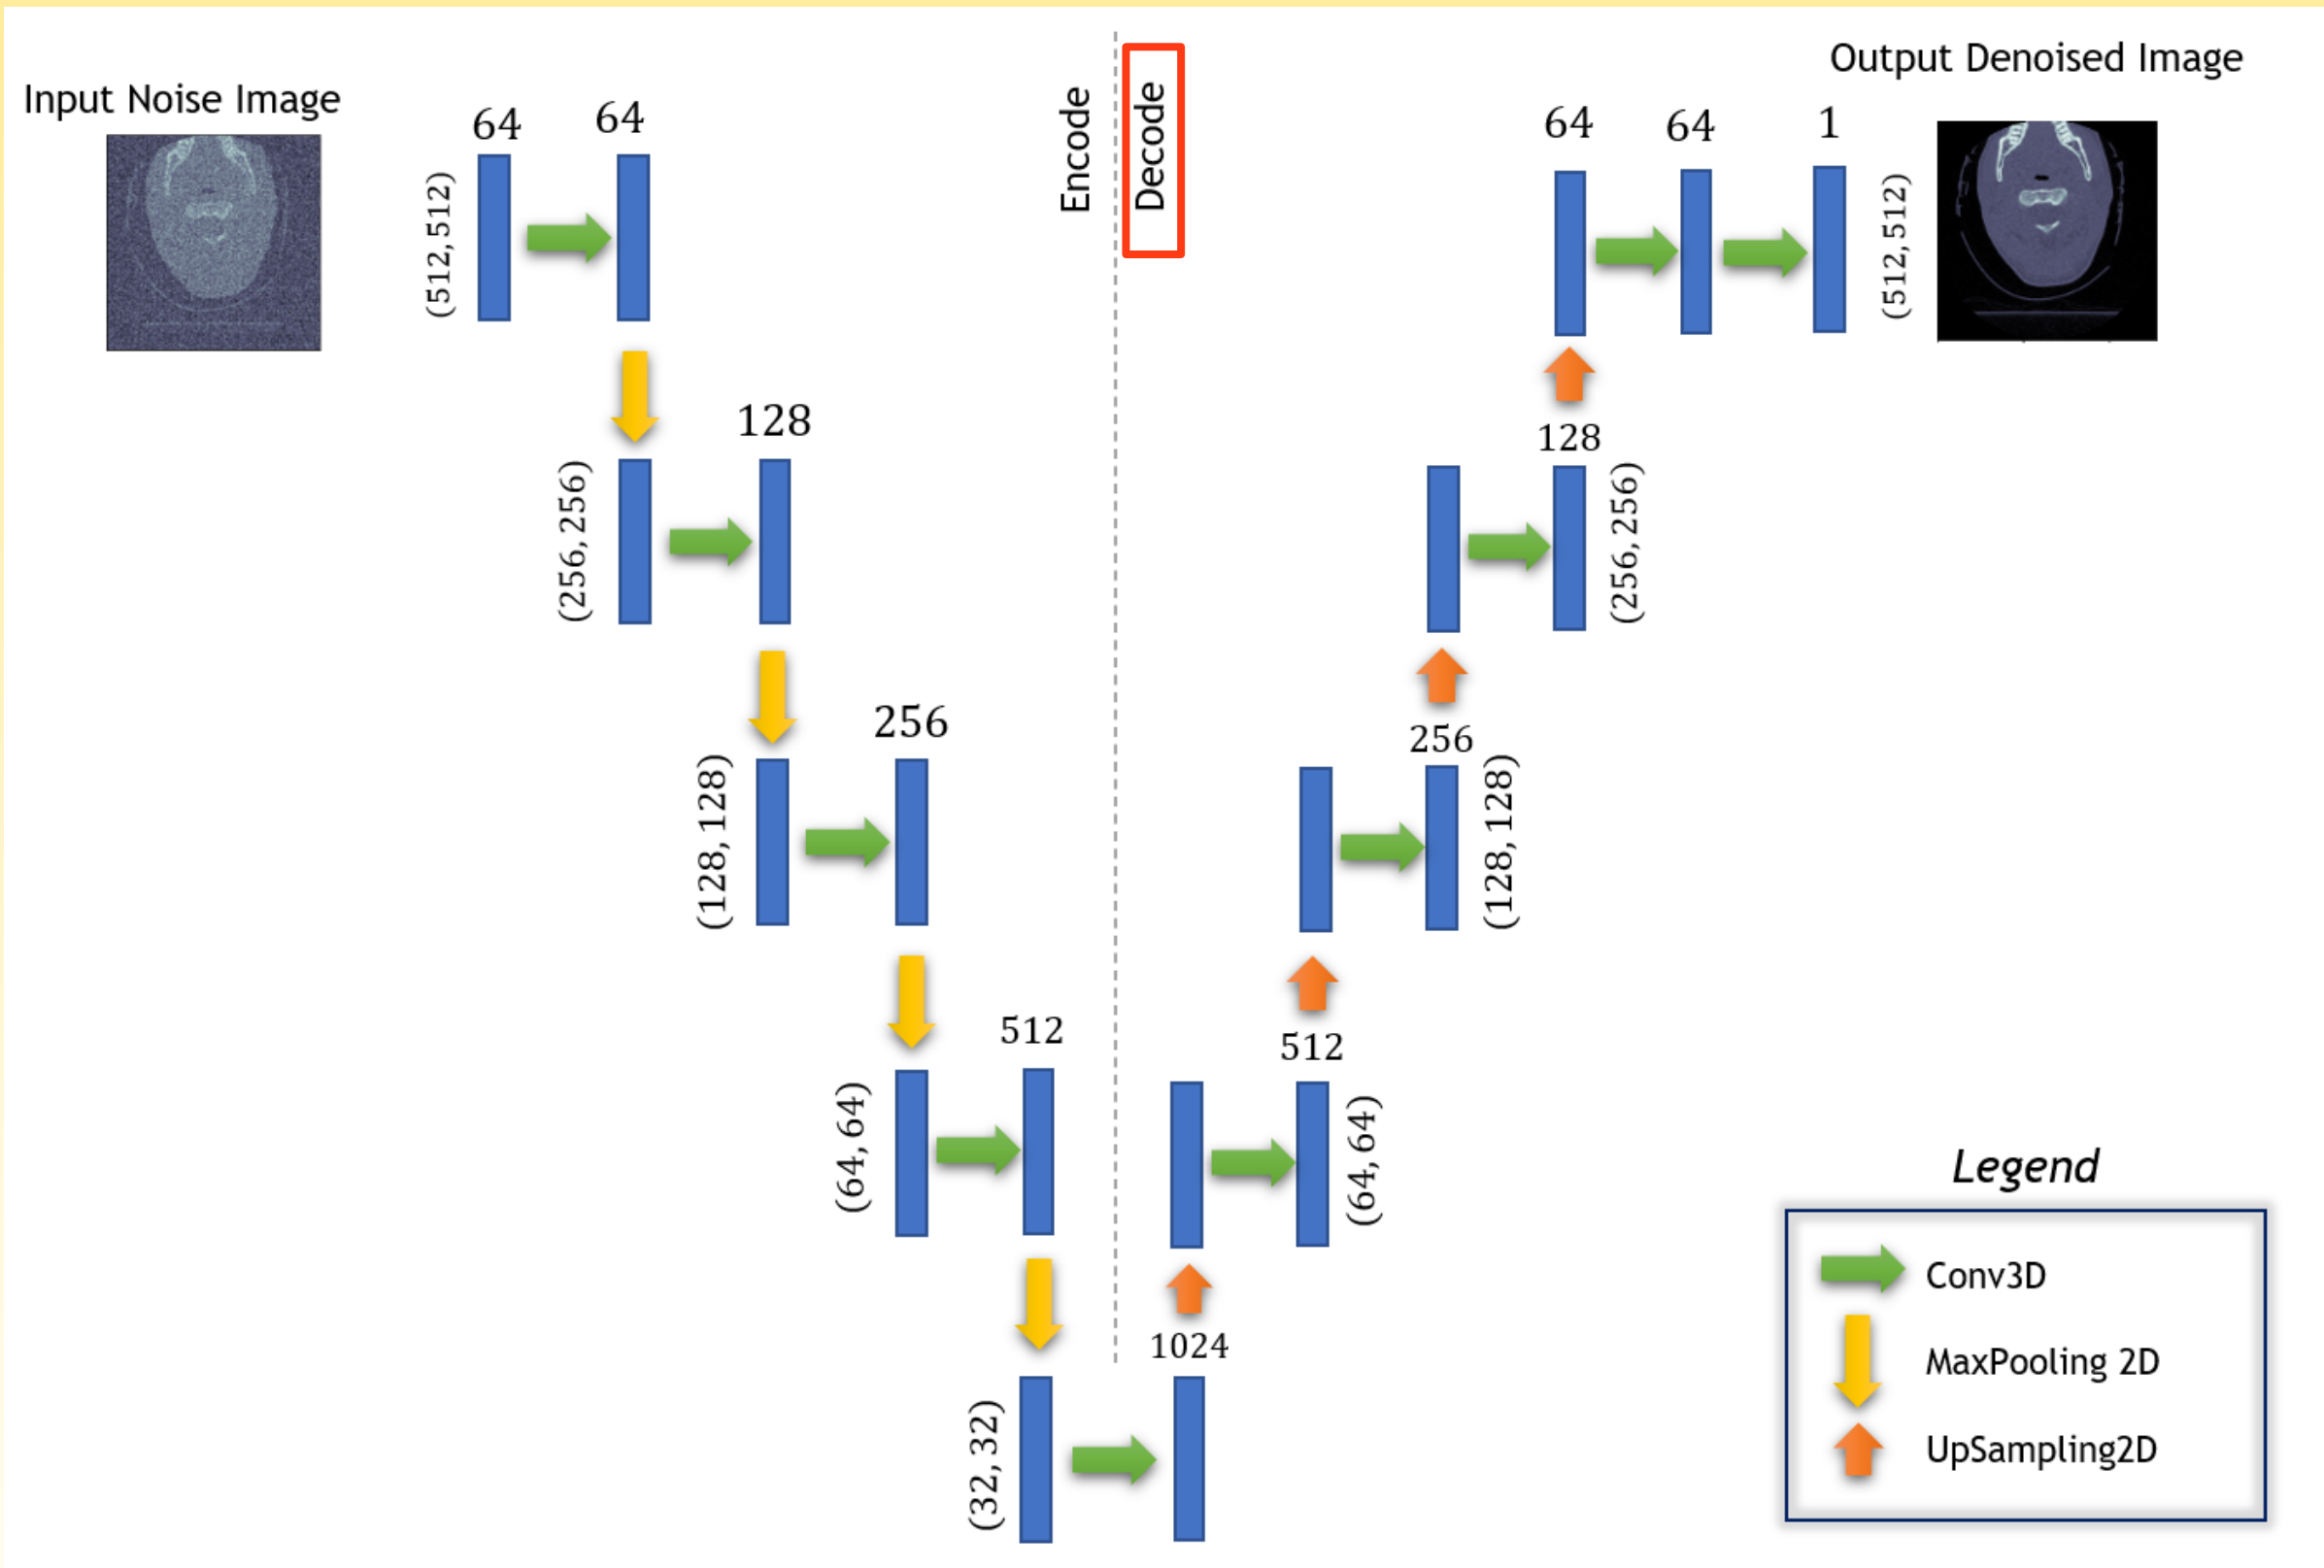 Input Noise Image
64
64
(512,512)
Encode
Decode
Output Denoised Image
64
64
1
(512,512)
128
(256,256)
128
(256,256)
256
(128,128)
256
(128,128)
512
(64,64)
512
(64,64)
1024
(32,32)
Legend
Conv3D
MaxPooling 2D
UpSampling2D